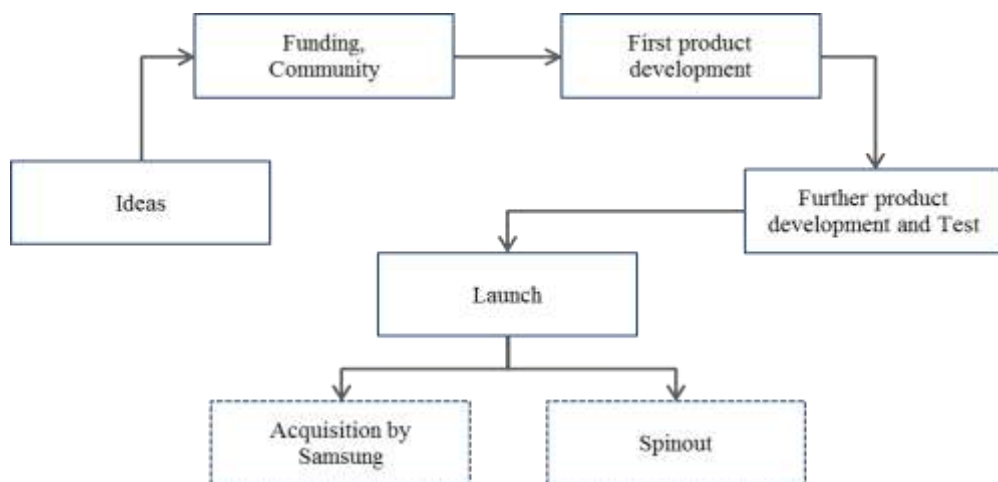 Funding,
Community
First product
development
Ideas
Further product
development and Test
Launch
Acquisition by
Samsung
Spinout